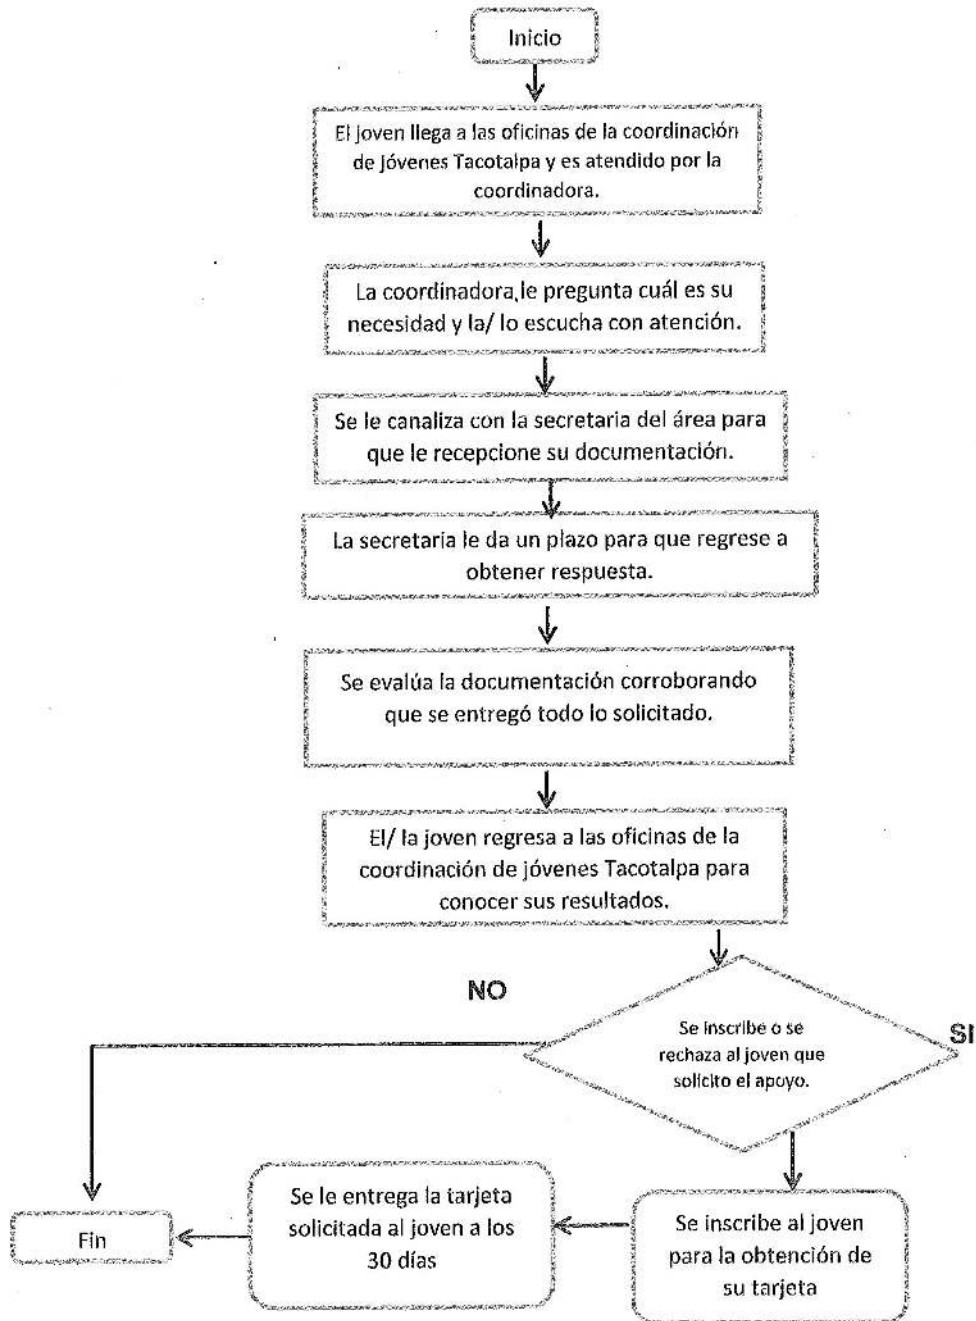 Inicio
El joven llega a las oficinas de la coordinación
de jóvenes Tacotalpa y es atendido por la
coordinadora.
La coordinadora, le pregunta cuál es su
necesidad y la/ lo escucha con atención.
Se le canaliza con la secretaria del área para
que le recepcione su documentación.
La secretaria le da un plazo para que regrese a
obtener respuesta.
Se evalúa la documentación corroborando
que se entregó todo lo solicitado.
El/ la joven regresa a las oficinas de la
coordinación de jóvenes Tacotalpa para
conocer sus resultados.
NO
Se inscribe o se
rechaza al joven que
solicito el apoyo.
SI
Se le entrega la tarjeta
solicitada al joven a los
30 días
Se inscribe al joven
para la obtención de
su tarjeta
Fin